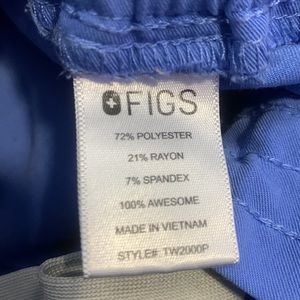 FIGS
72% POLYESTER
21% RAYON
7% SPANDEX
100% AWESOME
MADE IN VIETNAM
STYLE# TW2000P